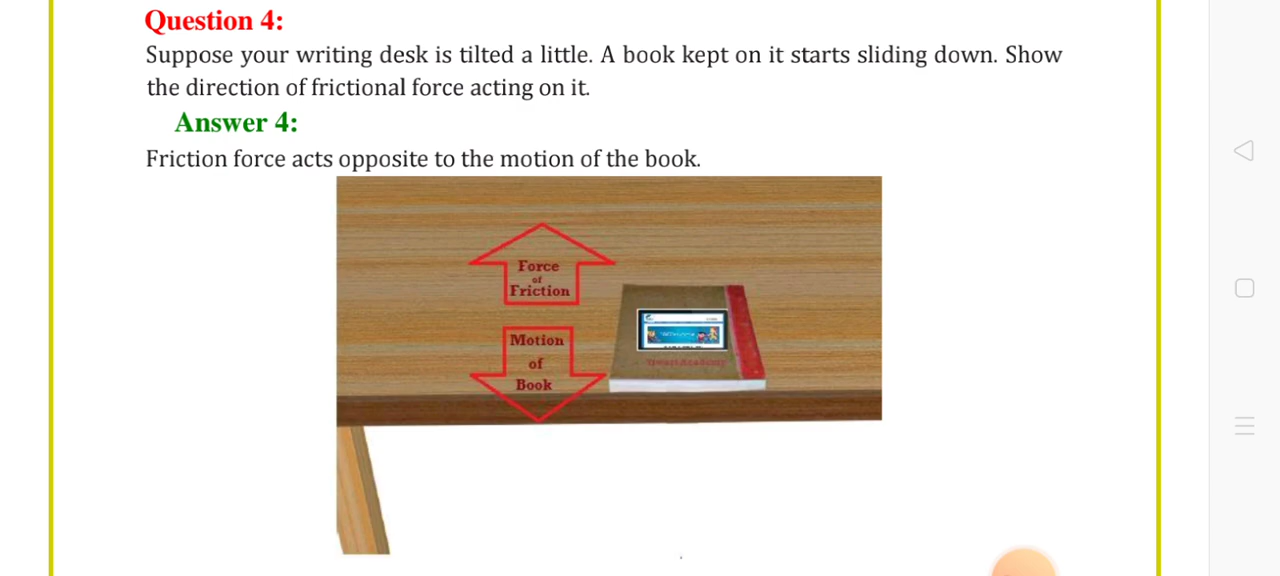 Question 4:
Suppose your writing desk is tilted a little. A book kept on it starts sliding down. Show
the direction of frictional force acting on it.
Answer 4:
Friction force acts opposite to the motion of the book.
Force
of
Friction
Motion
of
Book